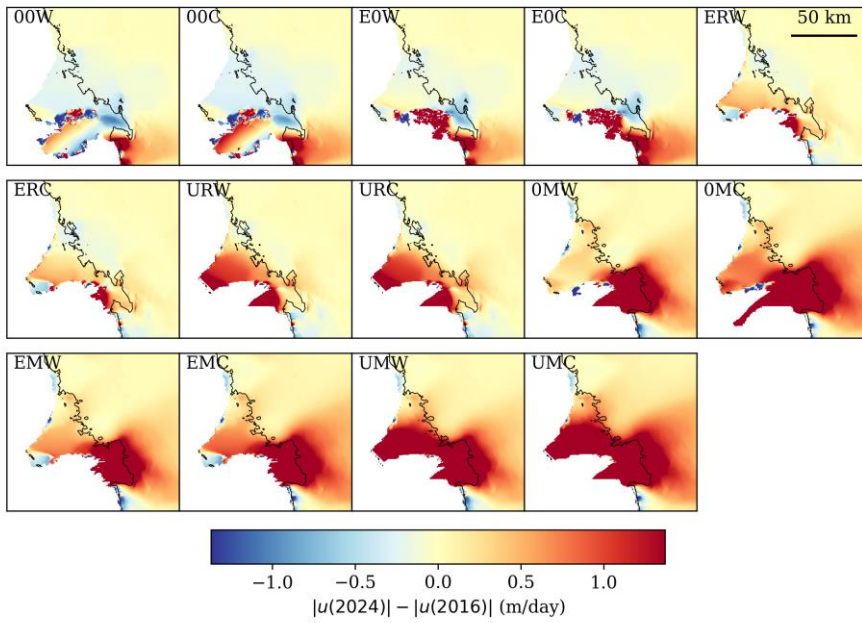 00W
00C
E0W
E0C
ERW
50 km
ERC
URW
URC
0MW
0MC
EMW
EMC
UMW
UMC
−1.0
−0.5
0.0
0.5
1.0
|u(2024)| − |u(2016)| (m/day)